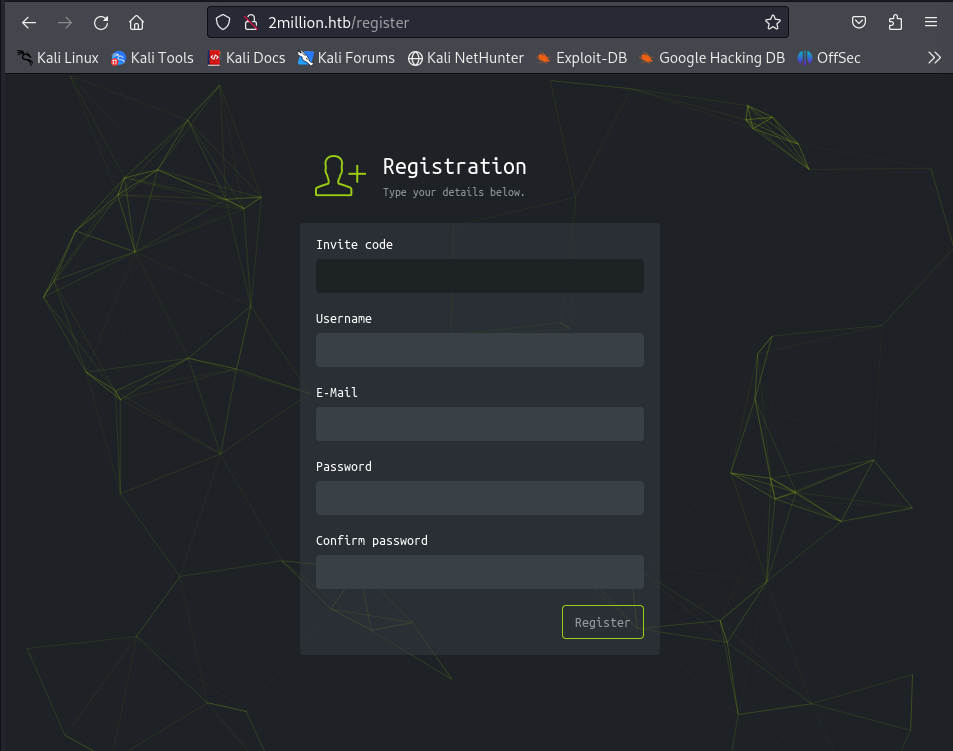 2million.htb/register
Kali Linux Kali Tools Kali Docs Kali Forums Kali NetHunter Exploit-DB Google Hacking DB OffSec
Registration
Type your details below.
Invite code
Username
E-Mail
Password
Confirm password
Register